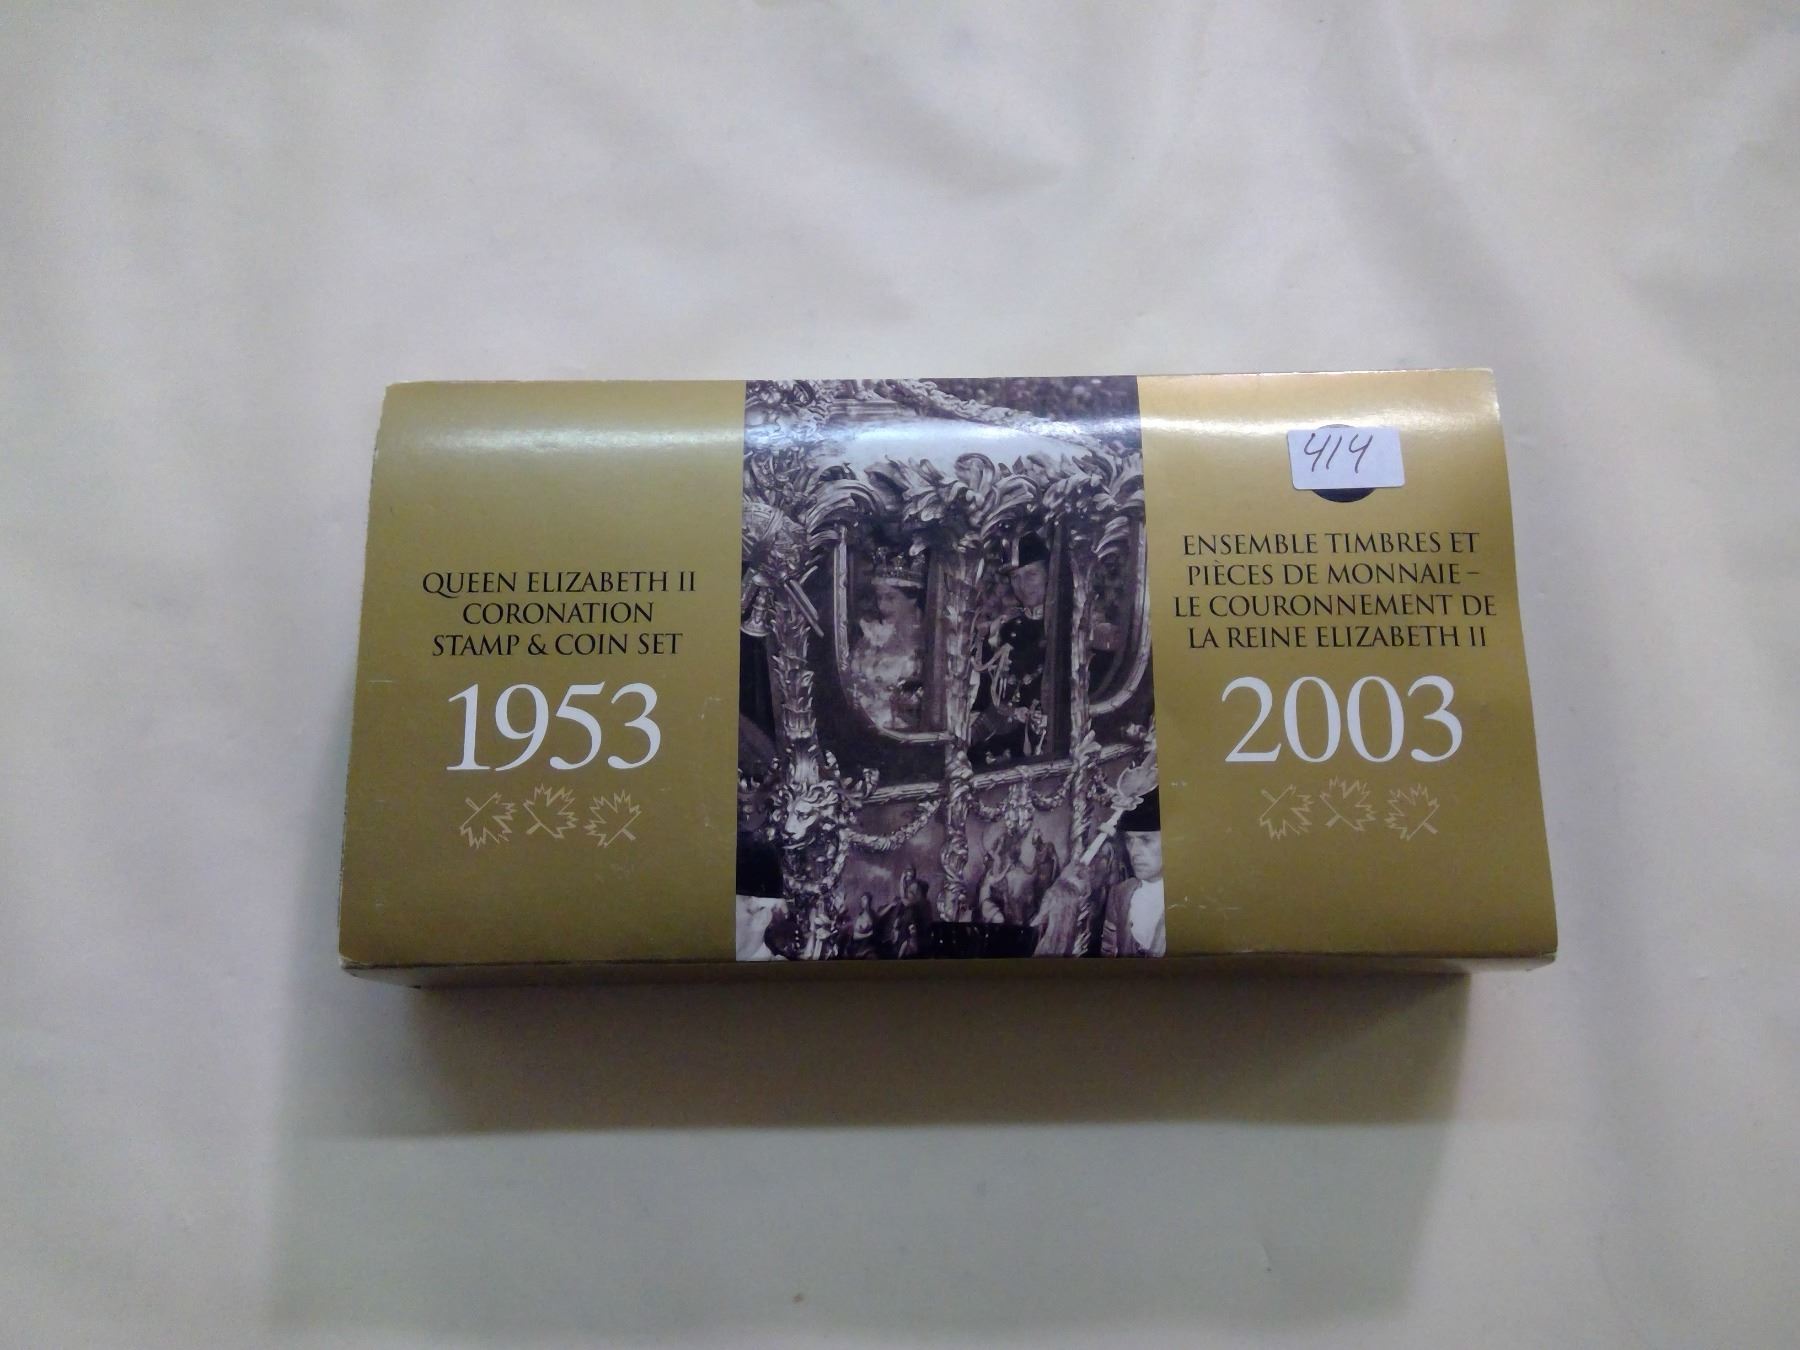 QUEEN ELIZABETH II
CORONATION
STAMP & COIN SET
1953
414
ENSEMBLE TIMBRES ET
PIÈCES DE MONNAIE –
LE COURONNEMENT DE
LA REINE ELIZABETH II
2003